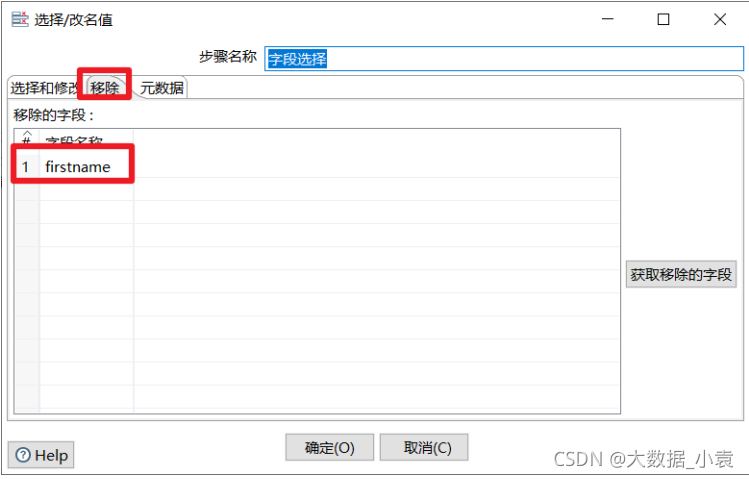 选择/改名值
步骤名称 字段选择
选择和修改 移除 元数据
移除的字段：
# 字段名称
1 firstname
获取移除的字段
Help 确定(O) 取消(C)
CSDN @大数据_小袁